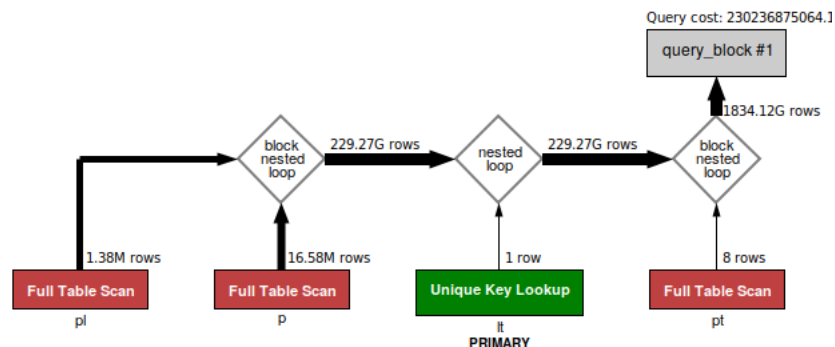 Query cost: 230236875064.1
query_block #1
1834.12G rows
block
nested
loop
229.27G rows
nested
loop
229.27G rows
block
nested
loop
1.38M rows
16.58M rows
1 row
8 rows
Full Table Scan
Full Table Scan
Unique Key Lookup
Full Table Scan
pl
p
lt
pt
PRIMARY